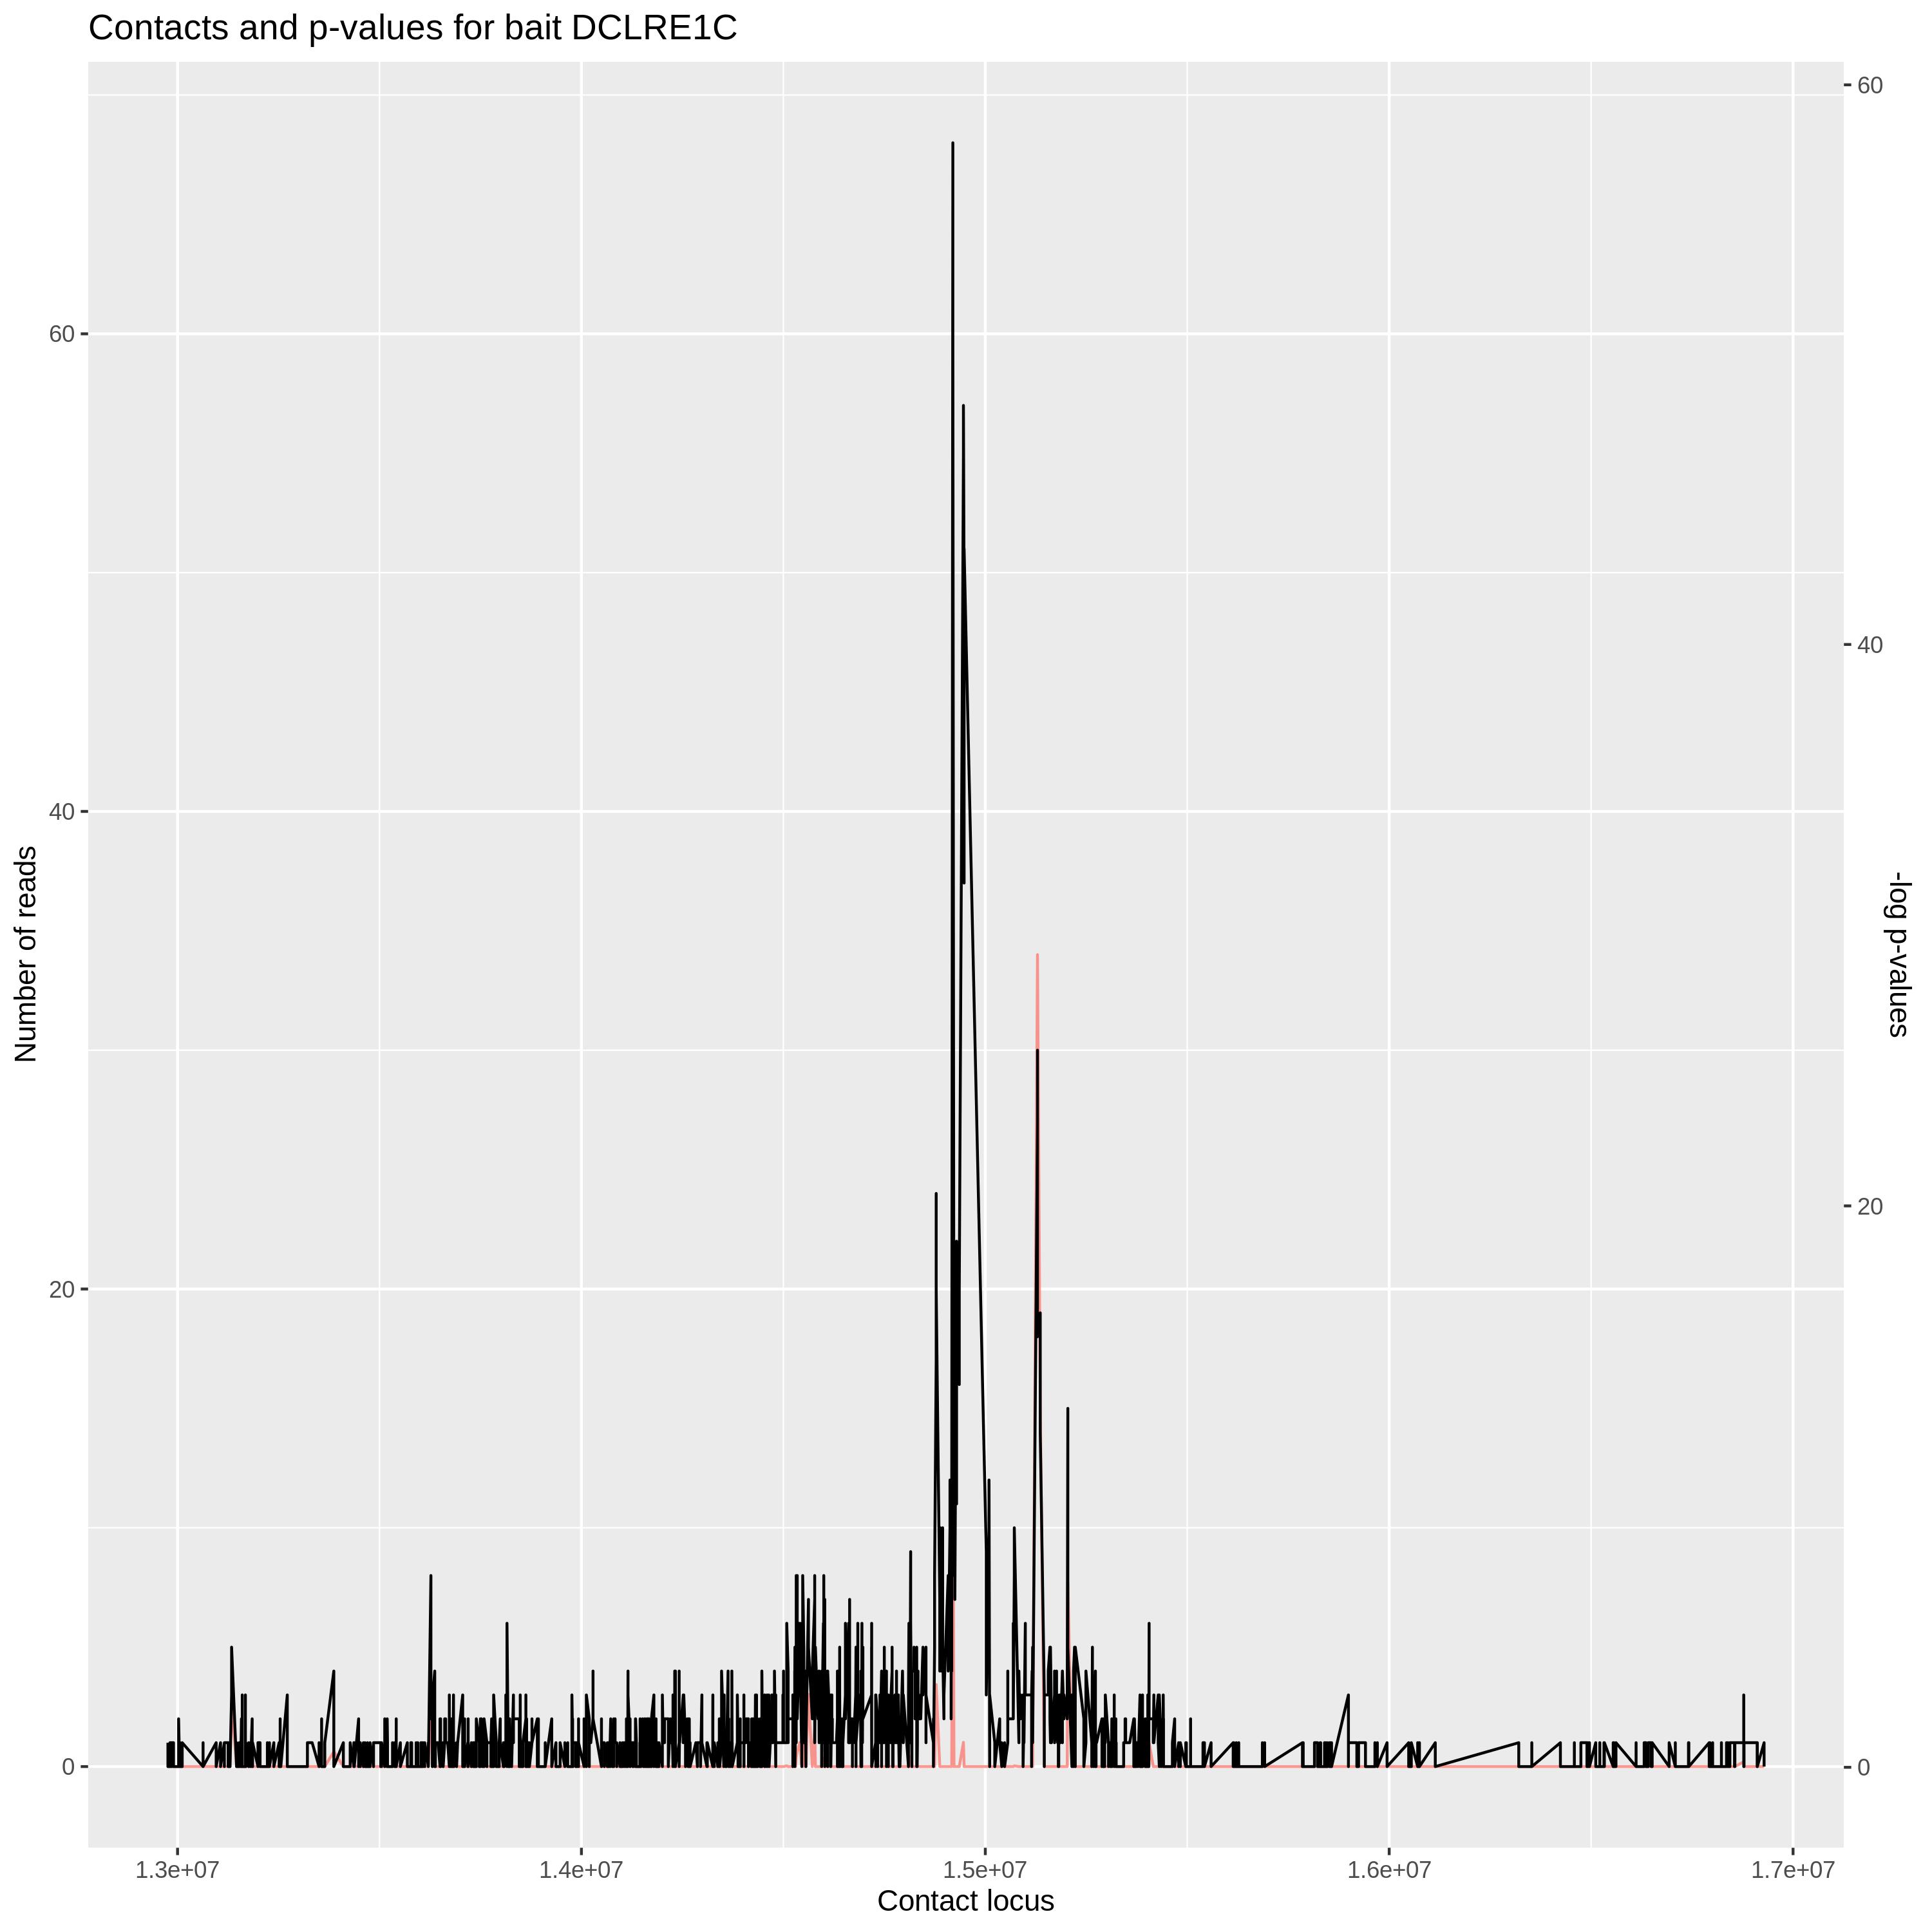 Contacts and p-values for bait DCLRE1C
Number of reads
60
40
20
0
60
40
20
0
-log p-values
1.3e+07 1.4e+07 1.5e+07 1.6e+07 1.7e+07
Contact locus